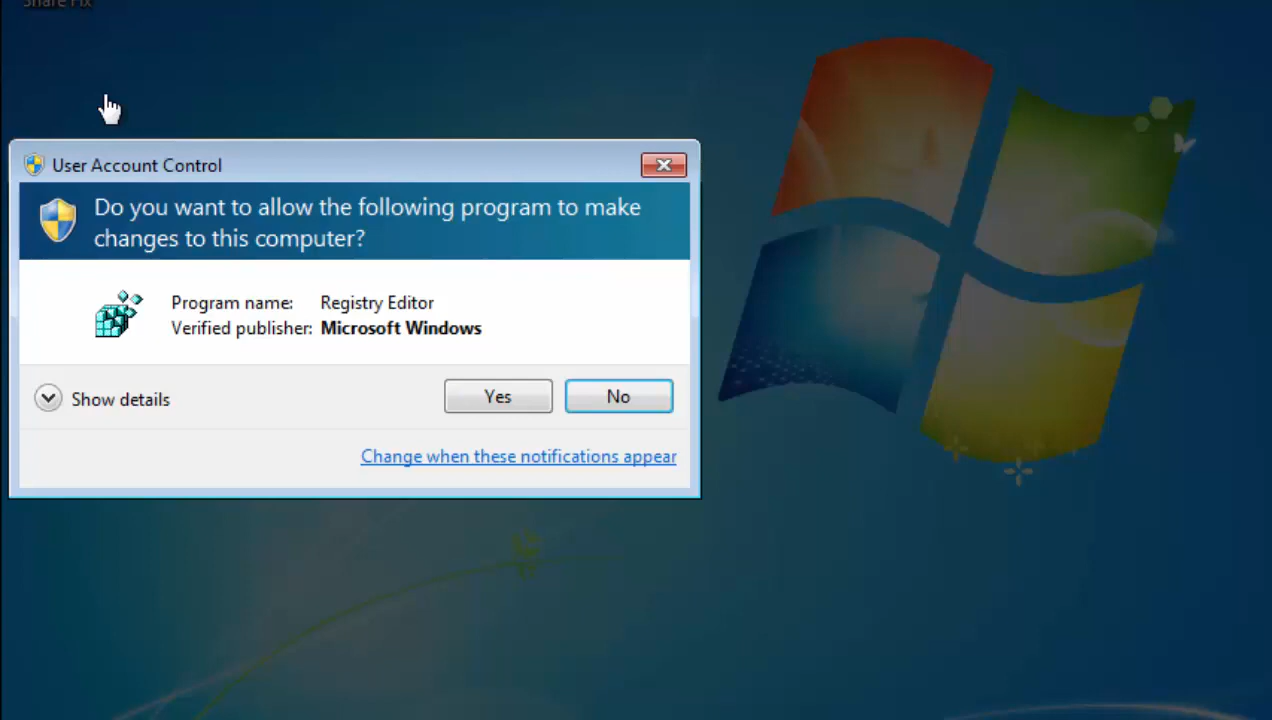 Share Fix
User Account Control
Do you want to allow the following program to make
changes to this computer?
Program name: Registry Editor
Verified publisher: Microsoft Windows
Show details
Yes
No
Change when these notifications appear